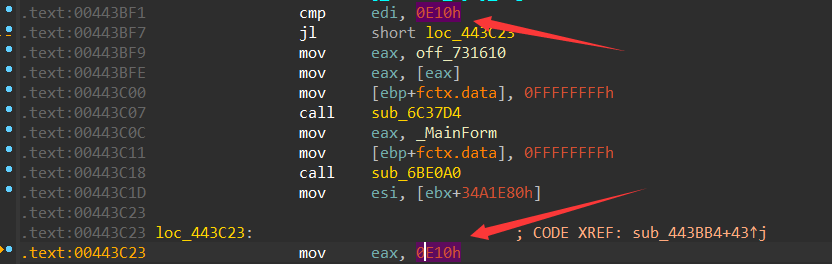 .text:00443BF1 cmp edi, 0E10h
.text:00443BF7 jl short loc_443C23
.text:00443BF9 mov eax, off_731610
.text:00443BFE mov eax, [eax]
.text:00443C00 mov [ebp+fctx.data], 0FFFFFFFFh
.text:00443C07 call sub_6C37D4
.text:00443C0C mov eax, _MainForm
.text:00443C11 mov [ebp+fctx.data], 0FFFFFFFFh
.text:00443C18 call sub_6BE0A0
.text:00443C1D mov esi, [ebx+34A1E80h]
.text:00443C23
.text:00443C23 loc_443C23: ; CODE XREF: sub_443BB4+43↑j
.text:00443C23 mov eax, 0E10h